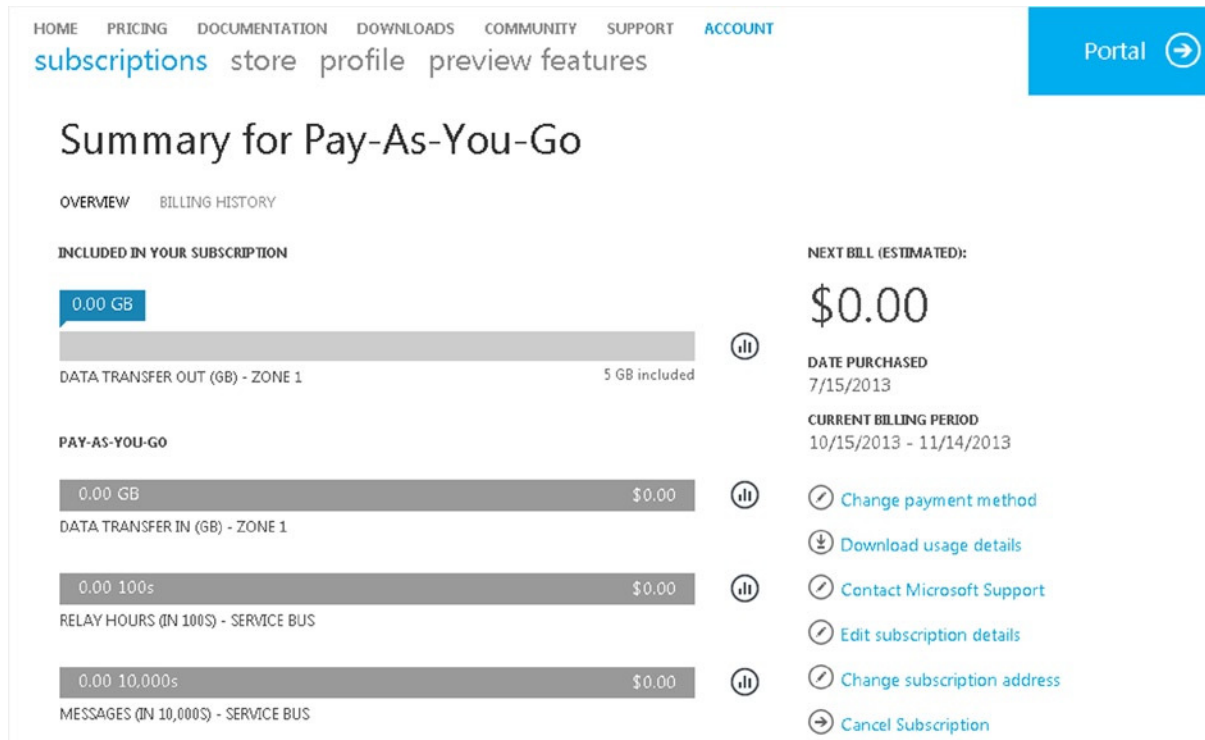 HOME PRICING DOCUMENTATION DOWNLOADS COMMUNITY SUPPORT ACCOUNT
subscriptions store profile preview features
Portal
Summary for Pay-As-You-Go
OVERVIEW BILLING HISTORY
INCLUDED IN YOUR SUBSCRIPTION
0.00 GB
DATA TRANSFER OUT (GB) - ZONE 1 5 GB included
PAY-AS-YOU-GO
0.00 GB $0.00
DATA TRANSFER IN (GB) - ZONE 1
0.00 100s $0.00
RELAY HOURS (IN 100S) - SERVICE BUS
0.00 10,000s $0.00
MESSAGES (IN 10,000S) - SERVICE BUS
NEXT BILL (ESTIMATED):
$0.00
DATE PURCHASED
7/15/2013
CURRENT BILLING PERIOD
10/15/2013 - 11/14/2013
Change payment method
Download usage details
Contact Microsoft Support
Edit subscription details
Change subscription address
Cancel Subscription